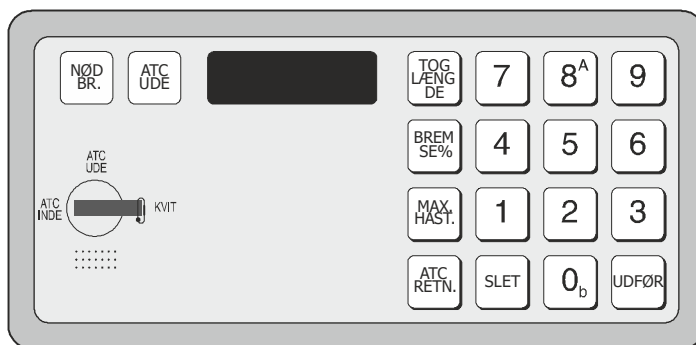 NØD
BR.
ATC
UDE
TOG
LÆNG
DE
7
8A
9
BREM
SE%
4
5
6
ATC
UDE
ATC
INDE
KVIT
MAX.
HAST.
1
2
3
ATC
RETN.
SLET
0b
UDFØR